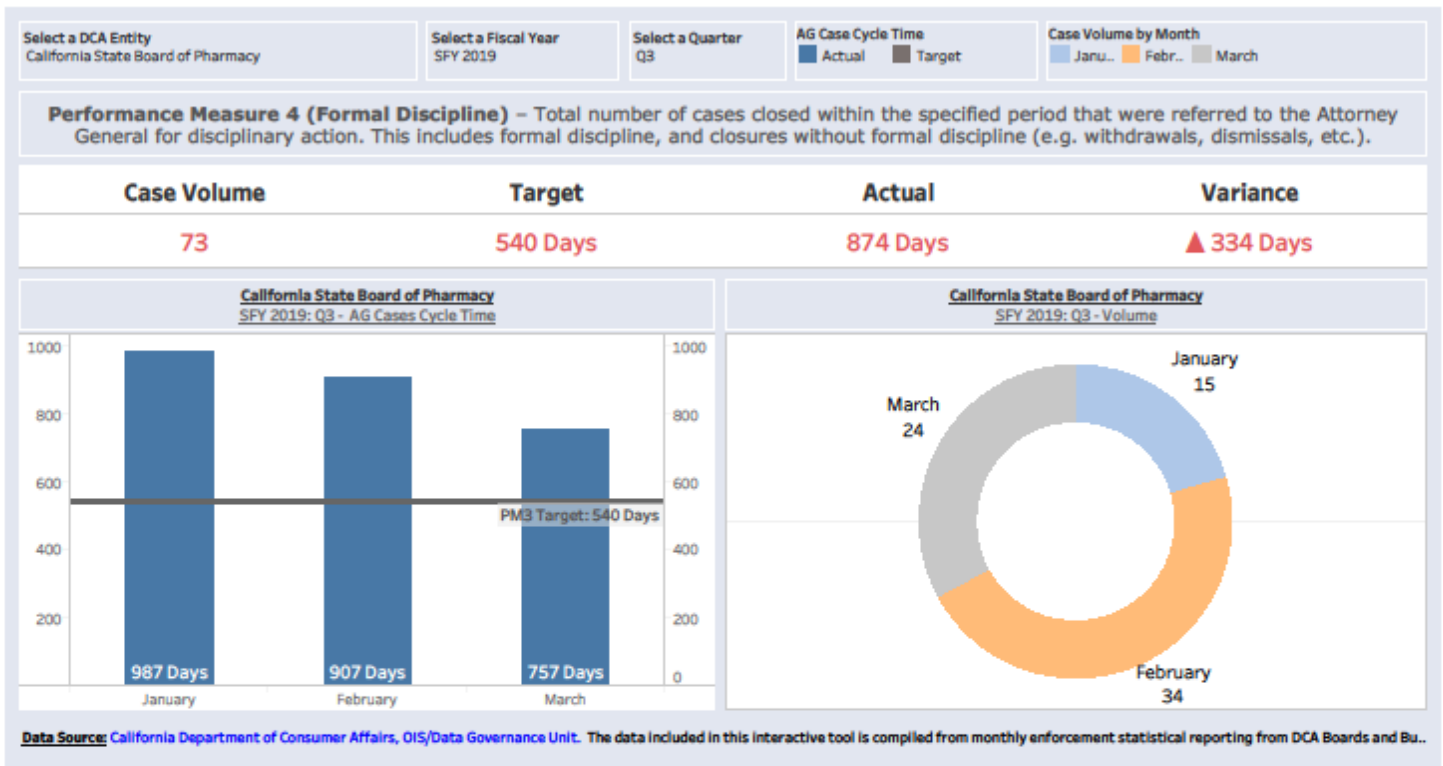 Select a DCA Entity
California State Board of Pharmacy
Select a Fiscal Year
SFY 2019
Select a Quarter
Q3
AG Case Cycle Time
Actual Target
Case Volume by Month
Janu.. Febr.. March
Performance Measure 4 (Formal Discipline) – Total number of cases closed within the specified period that were referred to the Attorney
General for disciplinary action. This includes formal discipline, and closures without formal discipline (e.g. withdrawals, dismissals, etc.).
Case Volume Target Actual Variance
73 540 Days 874 Days ▲ 334 Days
California State Board of Pharmacy
SFY 2019: Q3 - AG Cases Cycle Time
1000 1000
800 800
600 600
PM3 Target: 540 Days
400 400
200 200
0
987 Days 907 Days 757 Days
January February March
California State Board of Pharmacy
SFY 2019: Q3 - Volume
January
15
March
24
February
34
Data Source: California Department of Consumer Affairs, OIS/Data Governance Unit. The data included in this interactive tool is compiled from monthly enforcement statistical reporting from DCA Boards and Bu..